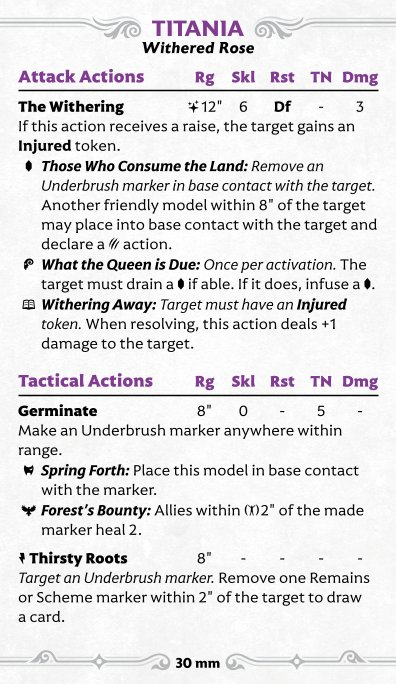 TITANIA
Withered Rose
Attack Actions Rg Skl Rst TN Dmg
The Withering 12" 6 Df - 3
If this action receives a raise, the target gains an
Injured token.
Those Who Consume the Land: Remove an
Underbrush marker in base contact with the target.
Another friendly model within 8" of the target
may place into base contact with the target and
declare a action.
What the Queen is Due: Once per activation. The
target must drain a if able. If it does, infuse a .
Withering Away: Target must have an Injured
token. When resolving, this action deals +1
damage to the target.
Tactical Actions Rg Skl Rst TN Dmg
Germinate 8" 0 - 5 -
Make an Underbrush marker anywhere within
range.
Spring Forth: Place this model in base contact
with the marker.
Forest's Bounty: Allies within 2" of the made
marker heal 2.
Thirsty Roots 8" - - - -
Target an Underbrush marker. Remove one Remains
or Scheme marker within 2" of the target to draw
a card.
30 mm